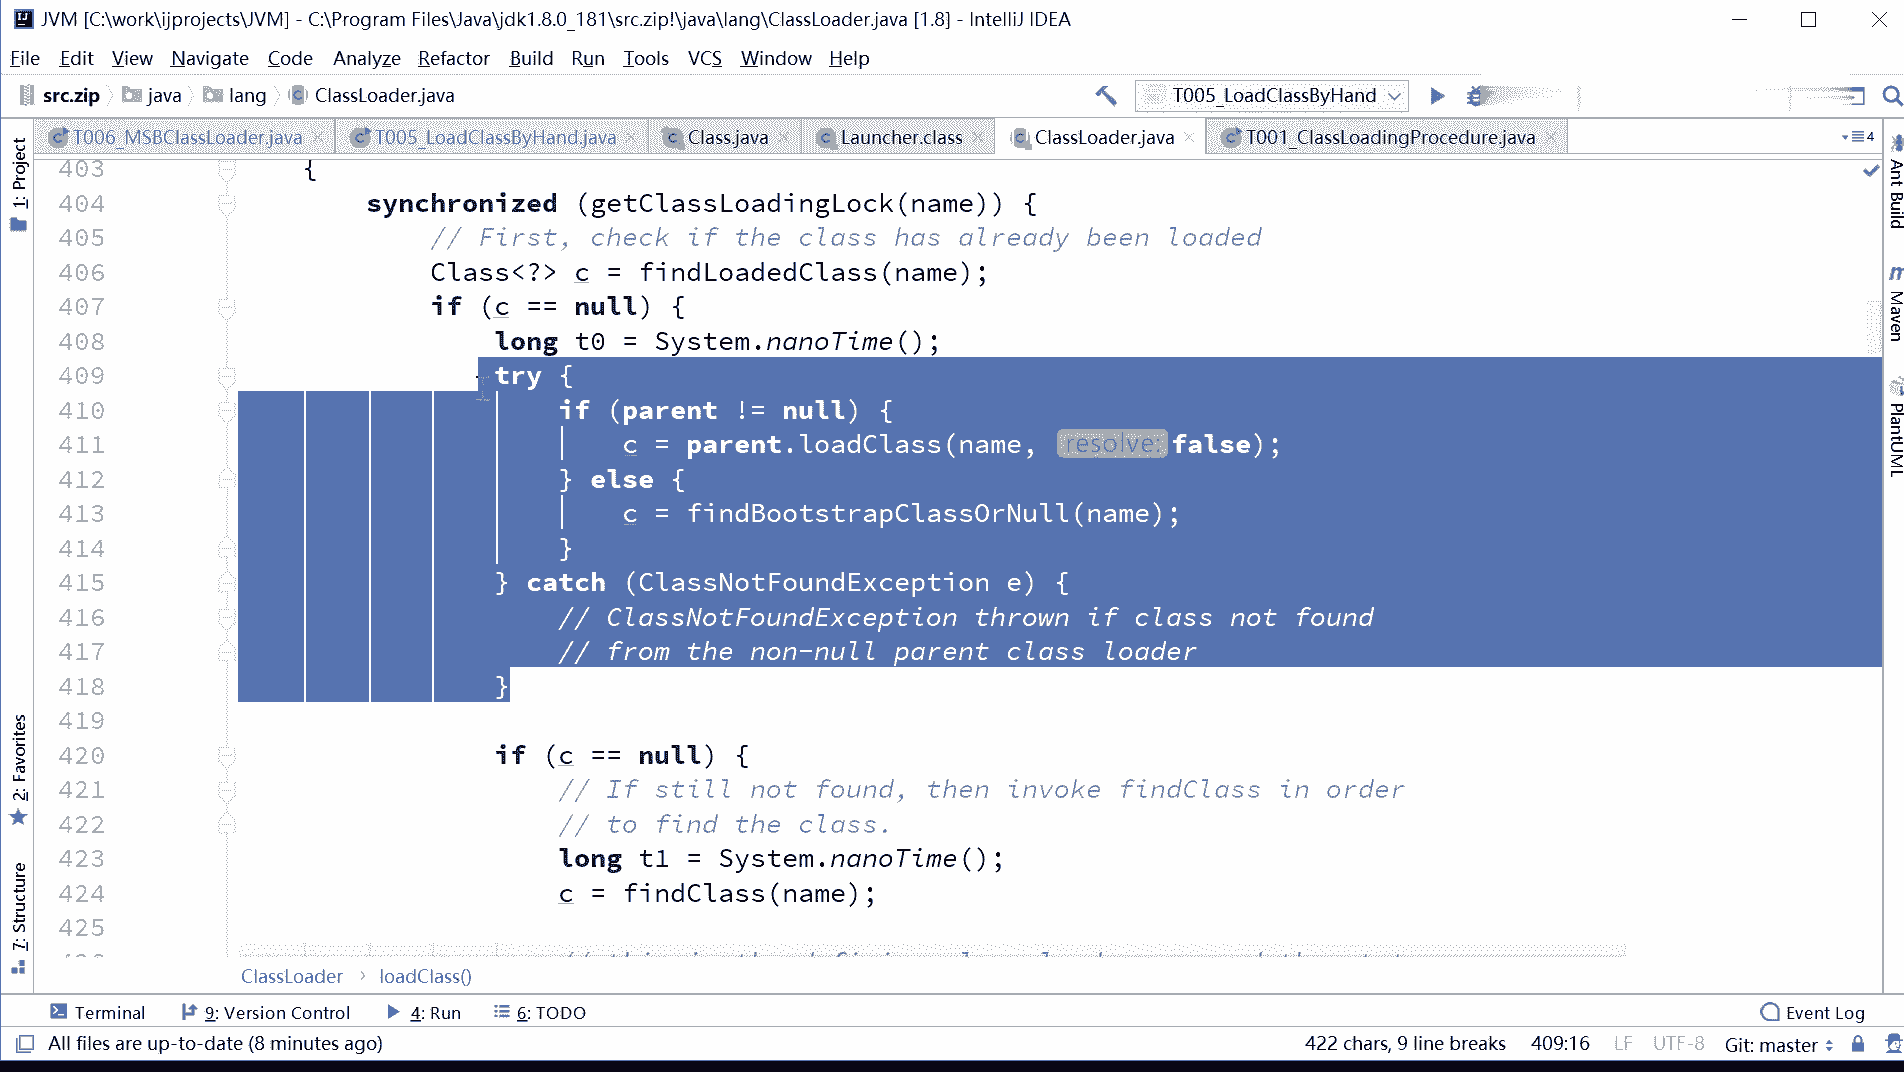 JVM [C:\work\ijprojects\JVM] - C:\Program Files\Java\jdk1.8.0_181\src.zip!\java\lang\ClassLoader.java [1.8] - IntelliJ IDEA
File Edit View Navigate Code Analyze Refactor Build Run Tools VCS Window Help
src.zip java lang ClassLoader.java T005_LoadClassByHand
T006_MSBClassLoader.java T005_LoadClassByHand.java Class.java Launcher.class ClassLoader.java T001_ClassLoadingProcedure.java 4
1: Project
2: Favorites
7: Structure
Ant Build
Maven
PlantUML
403 {
404 synchronized (getClassLoadingLock(name)) {
405 // First, check if the class has already been loaded
406 Class<?> c = findLoadedClass(name);
407 if (c == null) {
408 long t0 = System.nanoTime();
409 try {
410 if (parent != null) {
411 c = parent.loadClass(name, resolve: false);
412 } else {
413 c = findBootstrapClassOrNull(name);
414 }
415 } catch (ClassNotFoundException e) {
416 // ClassNotFoundException thrown if class not found
417 // from the non-null parent class loader
418 }
419
420 if (c == null) {
421 // If still not found, then invoke findClass in order
422 // to find the class.
423 long t1 = System.nanoTime();
424 c = findClass(name);
425
ClassLoader › loadClass()
Terminal 9: Version Control 4: Run 6: TODO Event Log
All files are up-to-date (8 minutes ago) 422 chars, 9 line breaks 409:16 LF UTF-8 Git: master